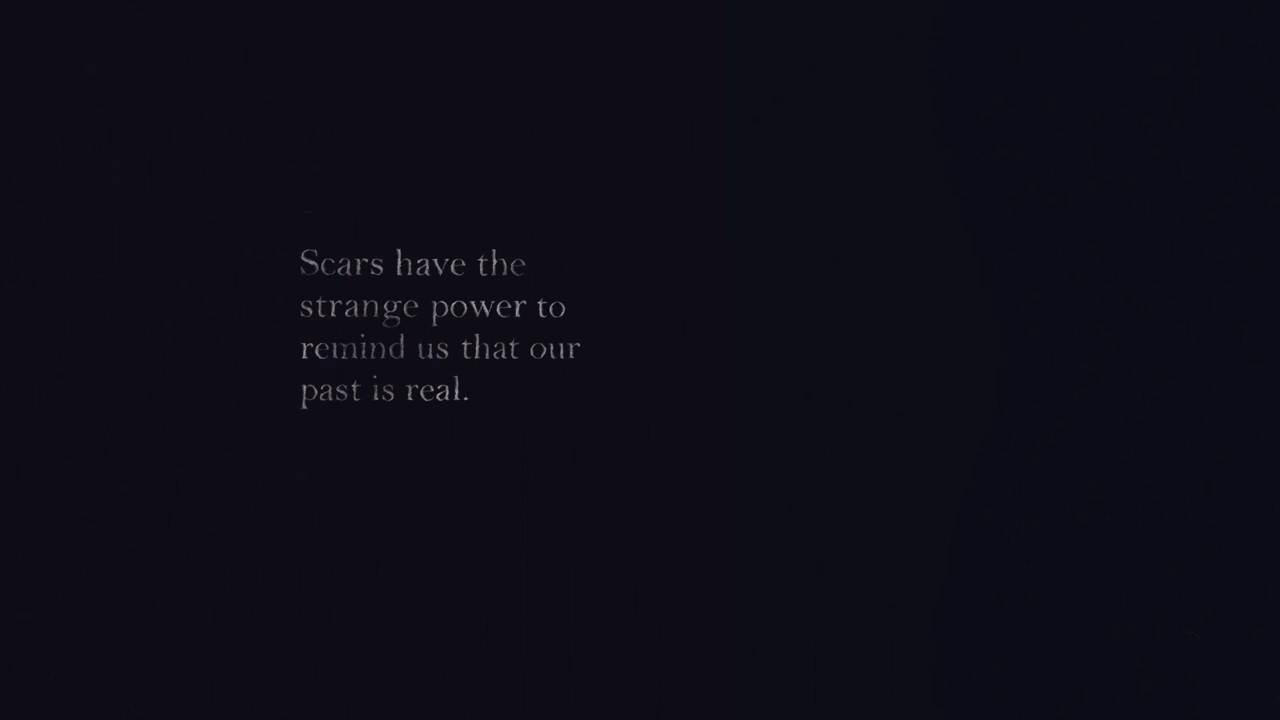 Scars have the
strange power to
remind us that our
past is real.